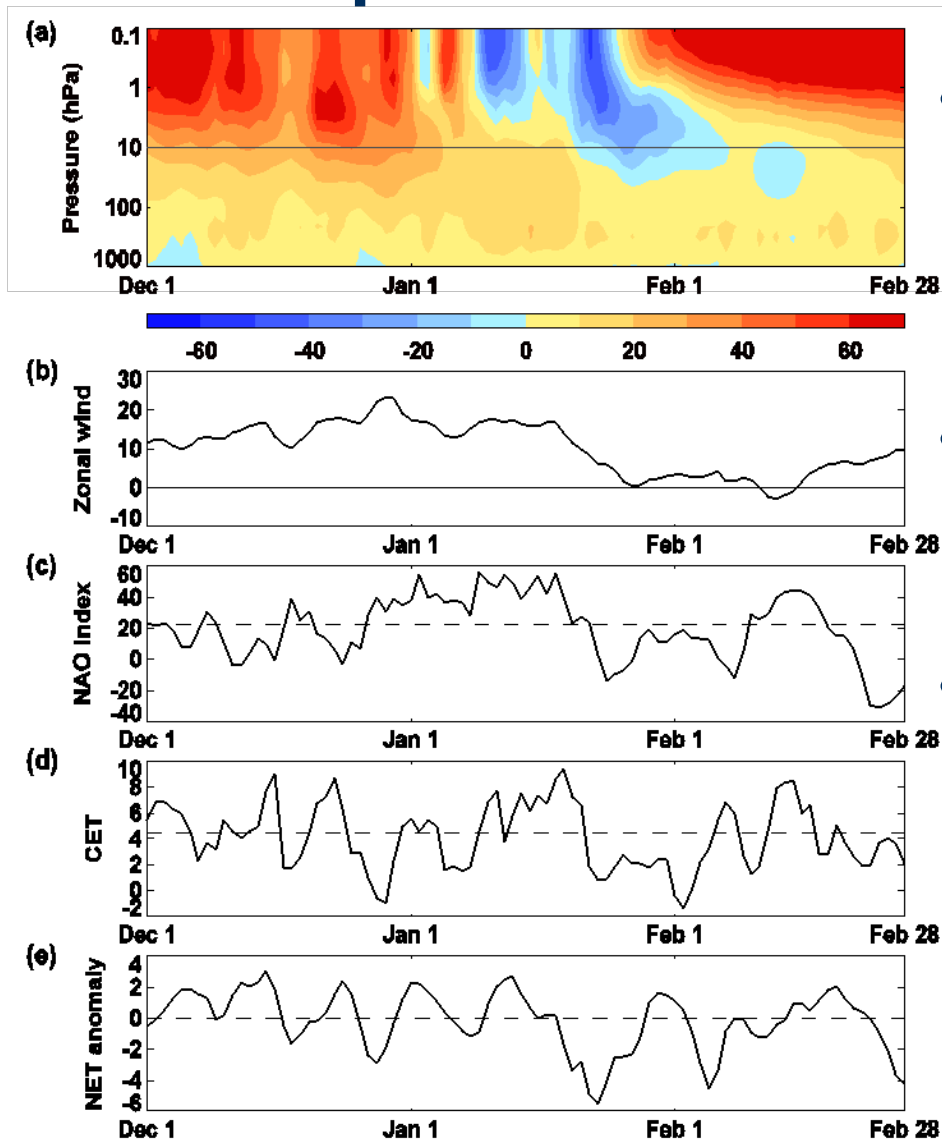 (a)
Pressure (hPa)
0.1
1
10
100
1000
Dec 1 Jan 1 Feb 1 Feb 28
-60 -40 -20 0 20 40 60
(b)
Zonal wind
30
20
10
0
-10
Dec 1 Jan 1 Feb 1 Feb 28
(c)
NAO Index
60
40
20
0
-20
-40
Dec 1 Jan 1 Feb 1 Feb 28
(d)
CET
10
8
6
4
2
0
-2
Dec 1 Jan 1 Feb 1 Feb 28
(e)
NET anomaly
4
2
0
-2
-4
-6
Dec 1 Jan 1 Feb 1 Feb 28